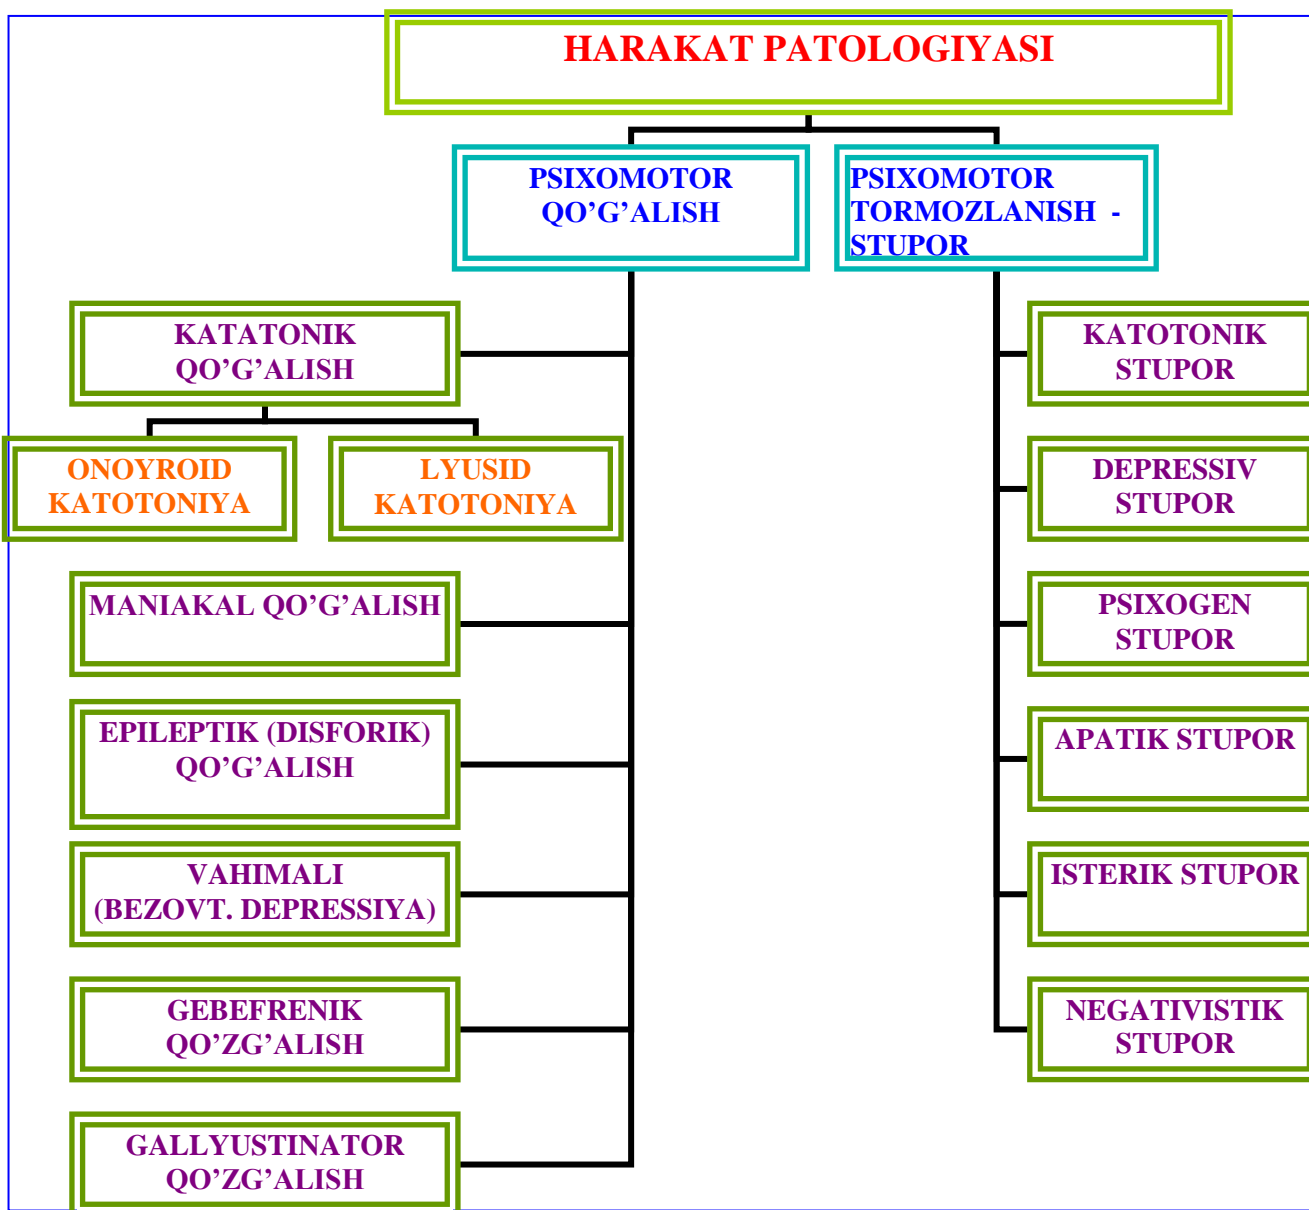 HARAKAT PATOLOGIYASI
PSIXOMOTOR
QO’G’ALISH
PSIXOMOTOR
TORMOZLANISH -
STUPOR
KATATONIK
QO’G’ALISH
ONOYROID
KATOTONIYA
LYUSID
KATOTONIYA
MANIAKAL QO’G’ALISH
EPILEPTIK (DISFORIK)
QO’G’ALISH
VAHIMALI
(BEZOVT. DEPRESSIYA)
GEBEFRENIK
QO’ZG’ALISH
GALLYUSTINATOR
QO’ZG’ALISH
KATOTONIK
STUPOR
DEPRESSIV
STUPOR
PSIXOGEN
STUPOR
APATIK STUPOR
ISTERIK STUPOR
NEGATIVISTIK
STUPOR